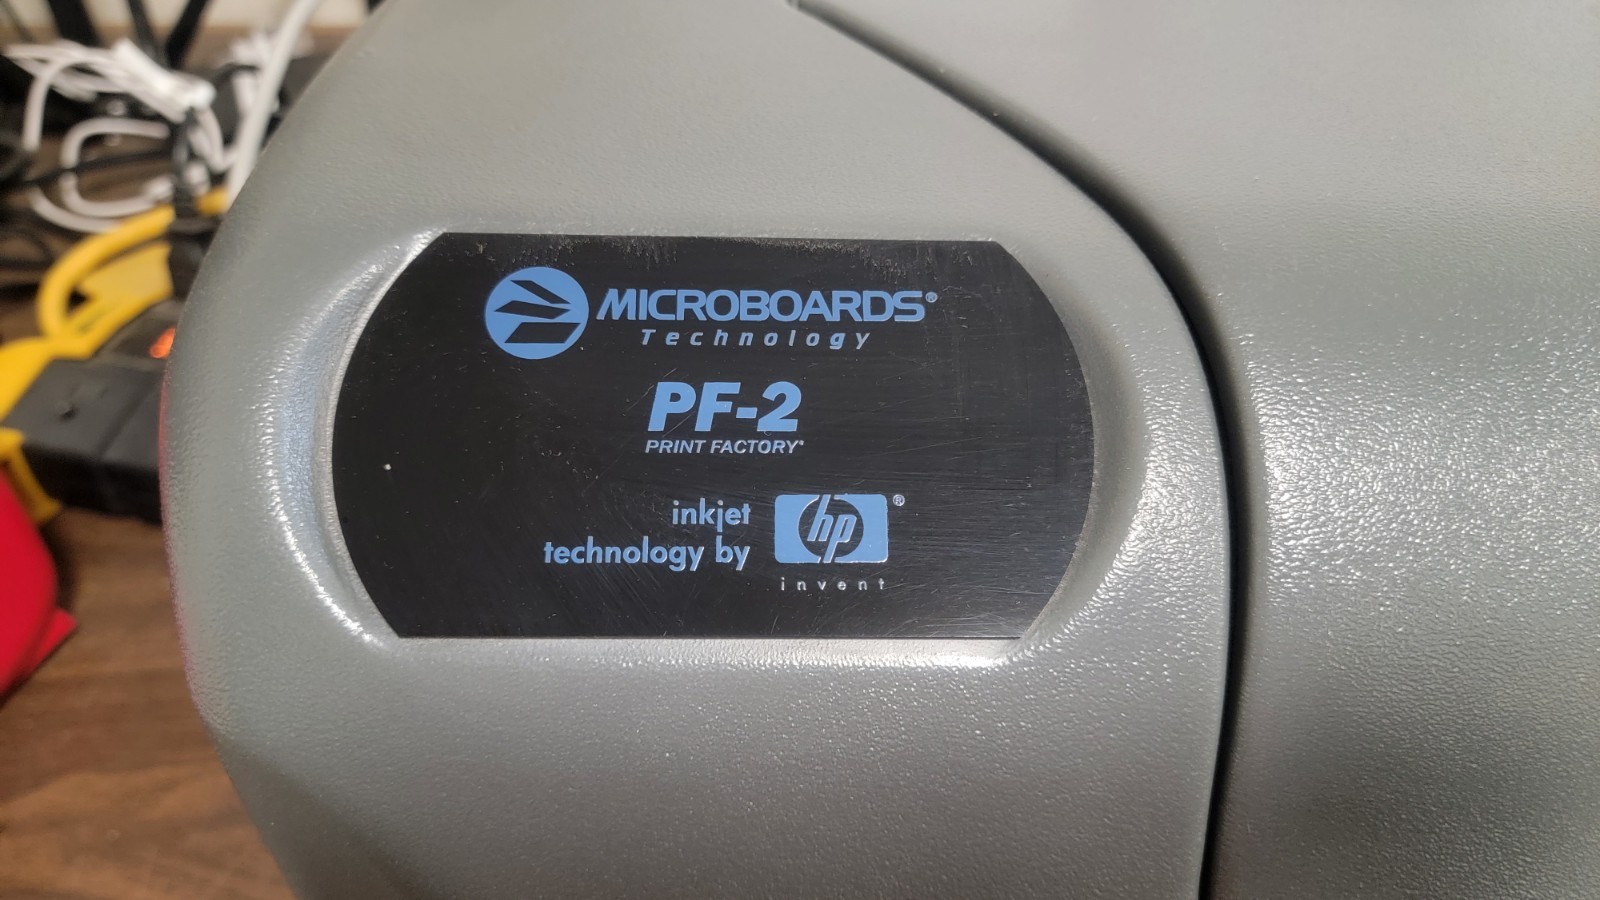 MICROBOARDS®
Technology
PF-2
PRINT FACTORY
inkjet
technology by
hp®
invent